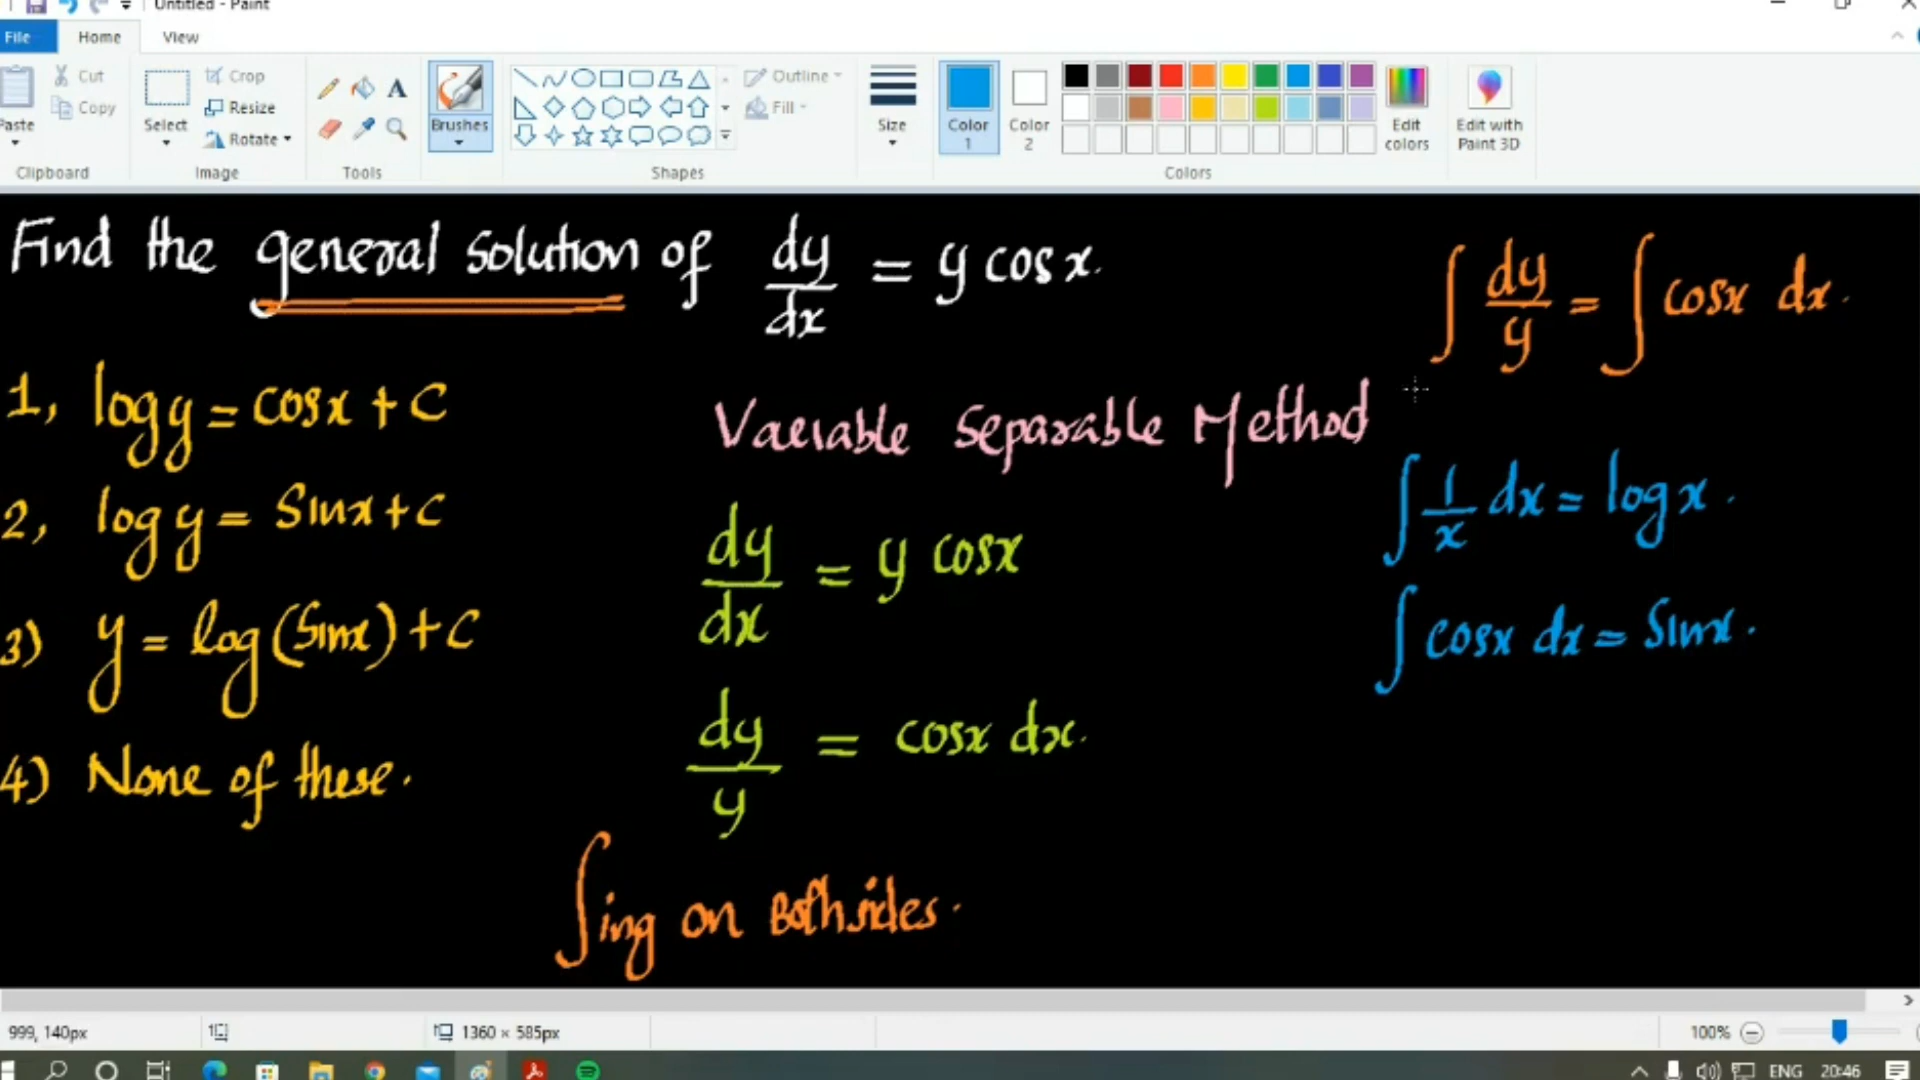 Untitled - Paint
File Home View
Paste
Cut
Copy
Clipboard
Select
Crop
Resize
Rotate
Image
A
Tools
Brushes
Outline
Fill
Shapes
Size
Color 1
Color 2
Edit colors
Edit with Paint 3D
Colors
Find the general solution of dy/dx = y cosx.
1, log y = cosx + c
2, log y = Sinx + c
3) y = log (Sinx) + c
4) None of these.
Vaeiable Separable Method
dy/dx = y cosx
dy/y = cosx dx.
∫ing on Bothsides.
∫ dy/y = ∫ cosx dx.
∫ 1/x dx = log x.
∫ cosx dx = Sinx.
999, 140px
1360 × 585px
100%
ENG 20:46